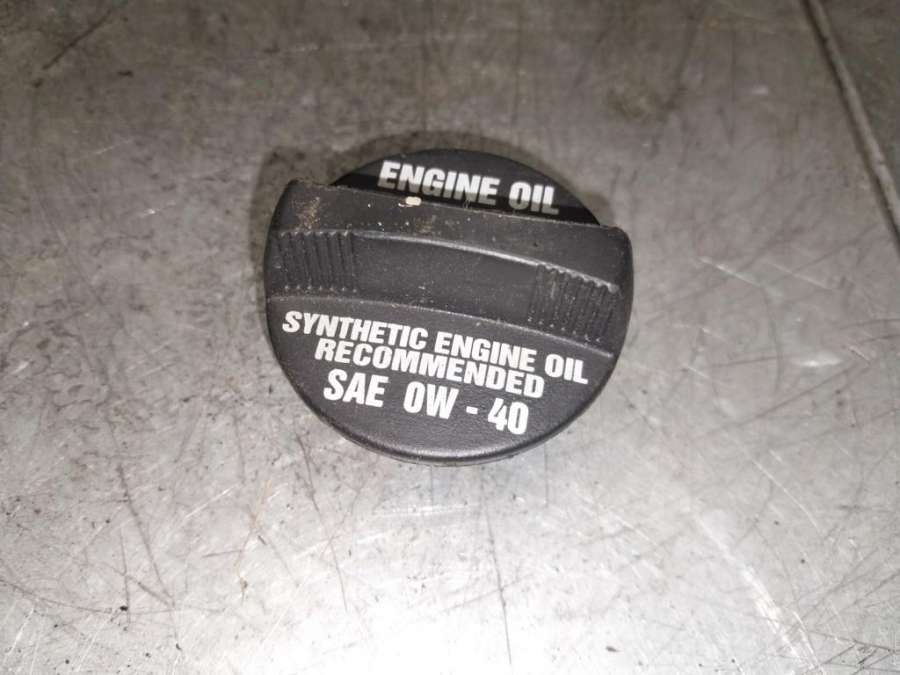 ENGINE OIL
SYNTHETIC ENGINE OIL
RECOMMENDED
SAE 0W - 40